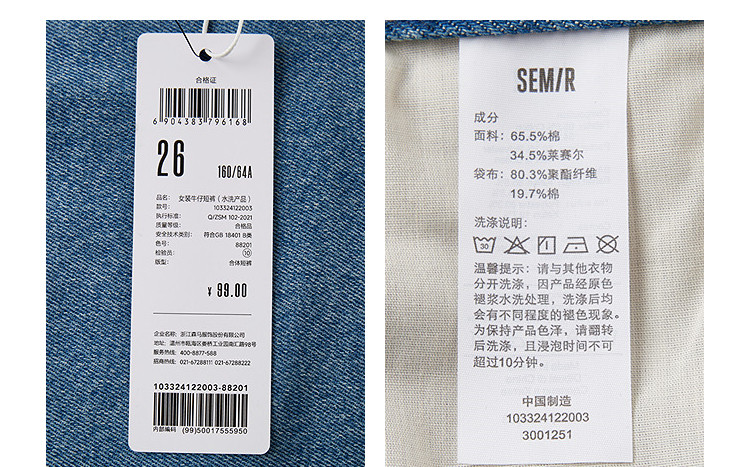 合格证
6 904383 796168
26
160/64A
品名: 女装牛仔短裤（水洗产品）
款号: 103324122003
执行标准: Q/ZSM 102-2021
质量等级: 合格品
安全技术类别: 符合GB 18401 B类
色号: 88201
检验员: 10
版型: 合体短裤
¥ 99.00
企业名称: 浙江森马服饰股份有限公司
地址: 温州市瓯海区娄桥工业园南汇路98号
服务热线: 400-8877-588
招商热线: 021-67288111 021-67288222
103324122003-88201
内部编码 (99)50017555950
SEM/R
成分
面料: 65.5%棉
34.5%莱赛尔
袋布: 80.3%聚酯纤维
19.7%棉
洗涤说明:
30
温馨提示: 请与其他衣物
分开洗涤，因产品经原色
褪浆水洗处理，洗涤后均
会有不同程度的褪色现象。
为保持产品色泽，请翻转
后洗涤，且浸泡时间不可
超过10分钟。
中国制造
103324122003
3001251